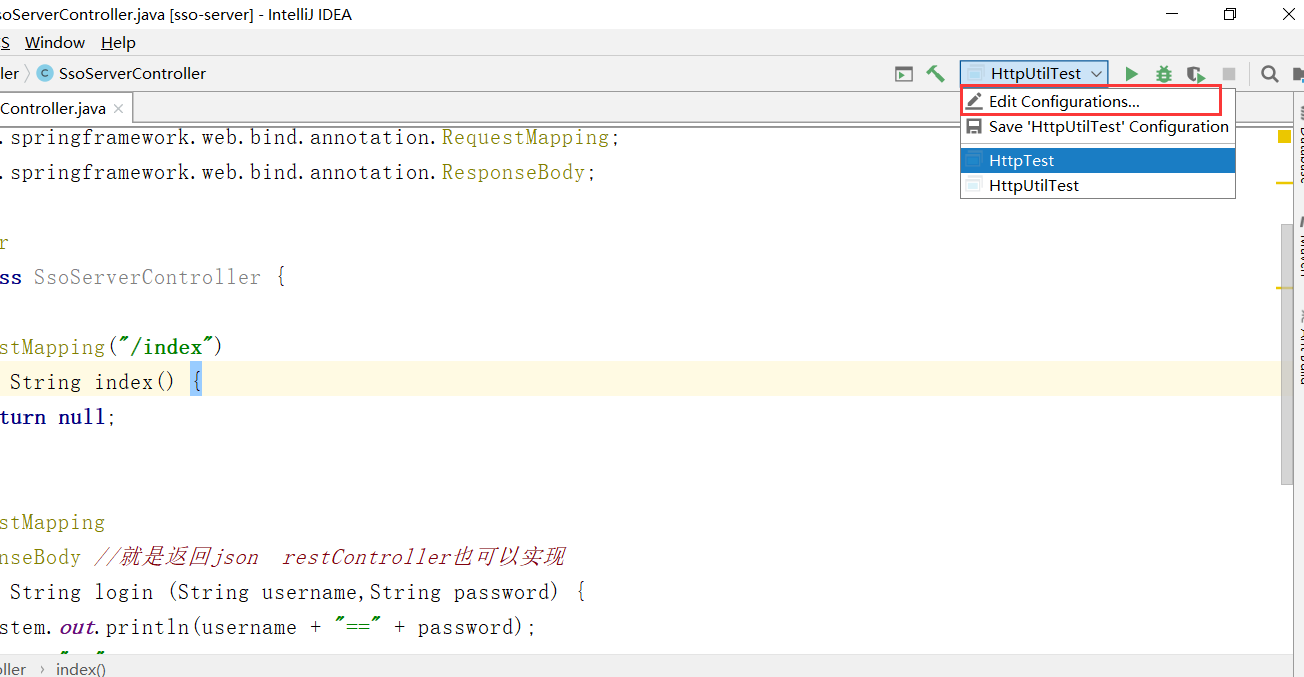 soServerController.java [sso-server] - IntelliJ IDEA
S Window Help
ler SsoServerController
HttpUtilTest
Controller.java
Edit Configurations...
Save 'HttpUtilTest' Configuration
HttpTest
HttpUtilTest
.springframework.web.bind.annotation.RequestMapping;
.springframework.web.bind.annotation.ResponseBody;
r
ss SsoServerController {
stMapping("/index")
String index() {
turn null;
stMapping
nseBody //就是返回json restController也可以实现
String login (String username,String password) {
stem.out.println(username + "==" + password);
oller › index()
Database
Maven